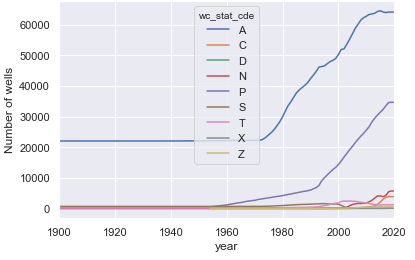 wc_stat_cde
A
C
D
N
P
S
T
X
Z
Number of wells
60000
50000
40000
30000
20000
10000
0
1900 1920 1940 1960 1980 2000 2020
year